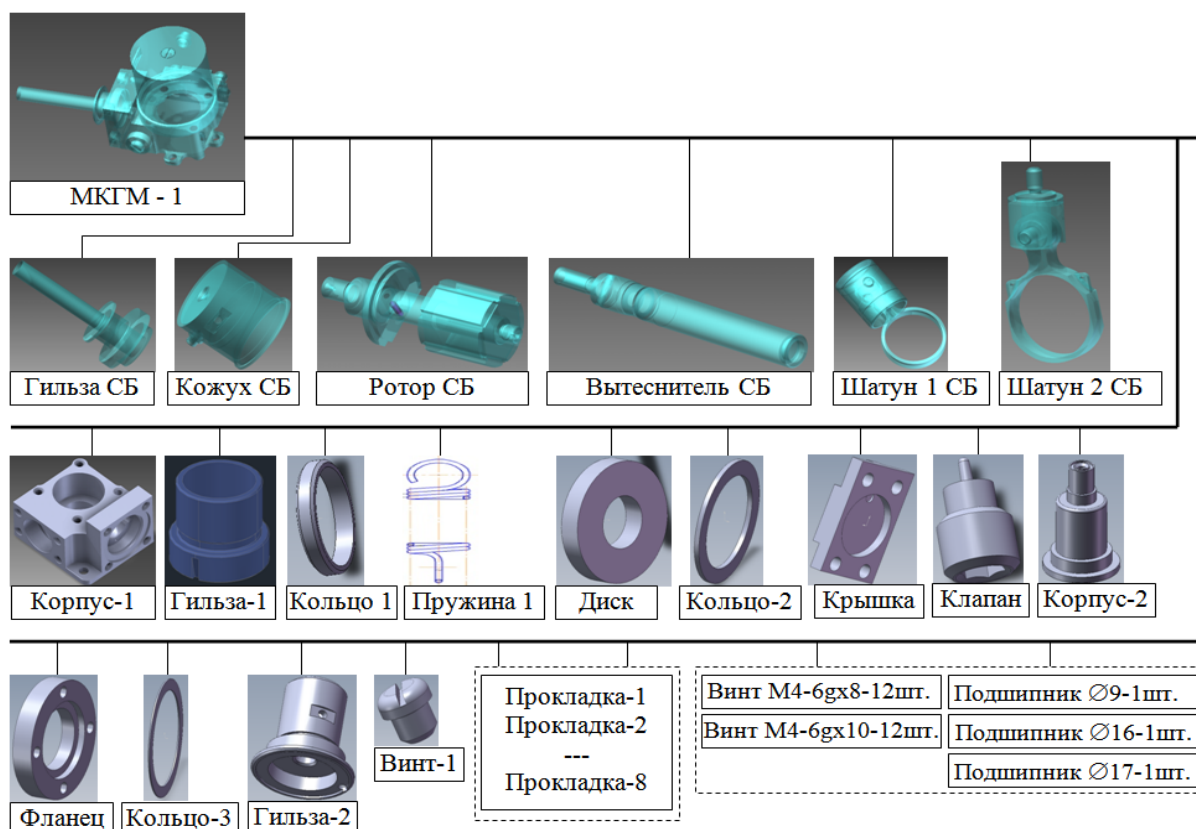 МКГМ - 1
Гильза СБ
Кожух СБ
Ротор СБ
Вытеснитель СБ
Шатун 1 СБ
Шатун 2 СБ
Корпус-1
Гильза-1
Кольцо 1
Пружина 1
Диск
Кольцо-2
Крышка
Клапан
Корпус-2
Фланец
Кольцо-3
Гильза-2
Винт-1
Прокладка-1
Прокладка-2
---
Прокладка-8
Винт М4-6gx8-12шт.
Винт М4-6gx10-12шт.
Подшипник ∅9-1шт.
Подшипник ∅16-1шт.
Подшипник ∅17-1шт.